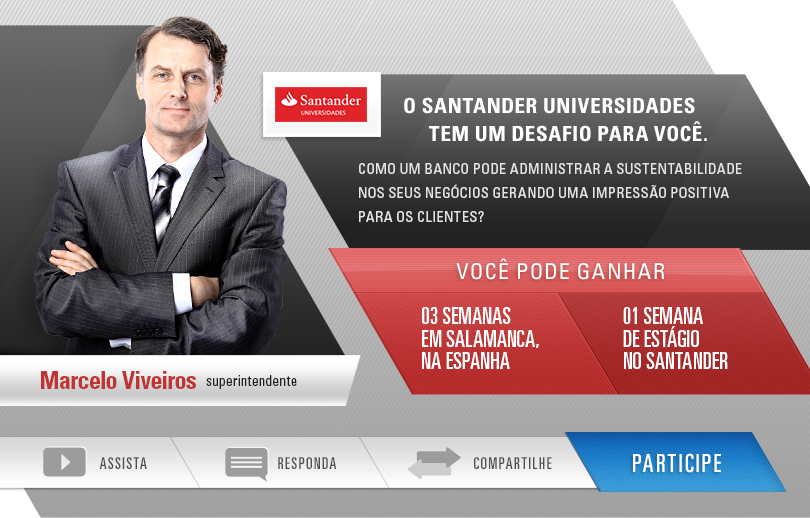 Santander
UNIVERSIDADES
O SANTANDER UNIVERSIDADES
TEM UM DESAFIO PARA VOCÊ.
COMO UM BANCO PODE ADMINISTRAR A SUSTENTABILIDADE
NOS SEUS NEGÓCIOS GERANDO UMA IMPRESSÃO POSITIVA
PARA OS CLIENTES?
VOCÊ PODE GANHAR
03 SEMANAS
EM SALAMANCA,
NA ESPANHA
01 SEMANA
DE ESTÁGIO
NO SANTANDER
Marcelo Viveiros superintendente
ASSISTA
RESPONDA
COMPARTILHE
PARTICIPE